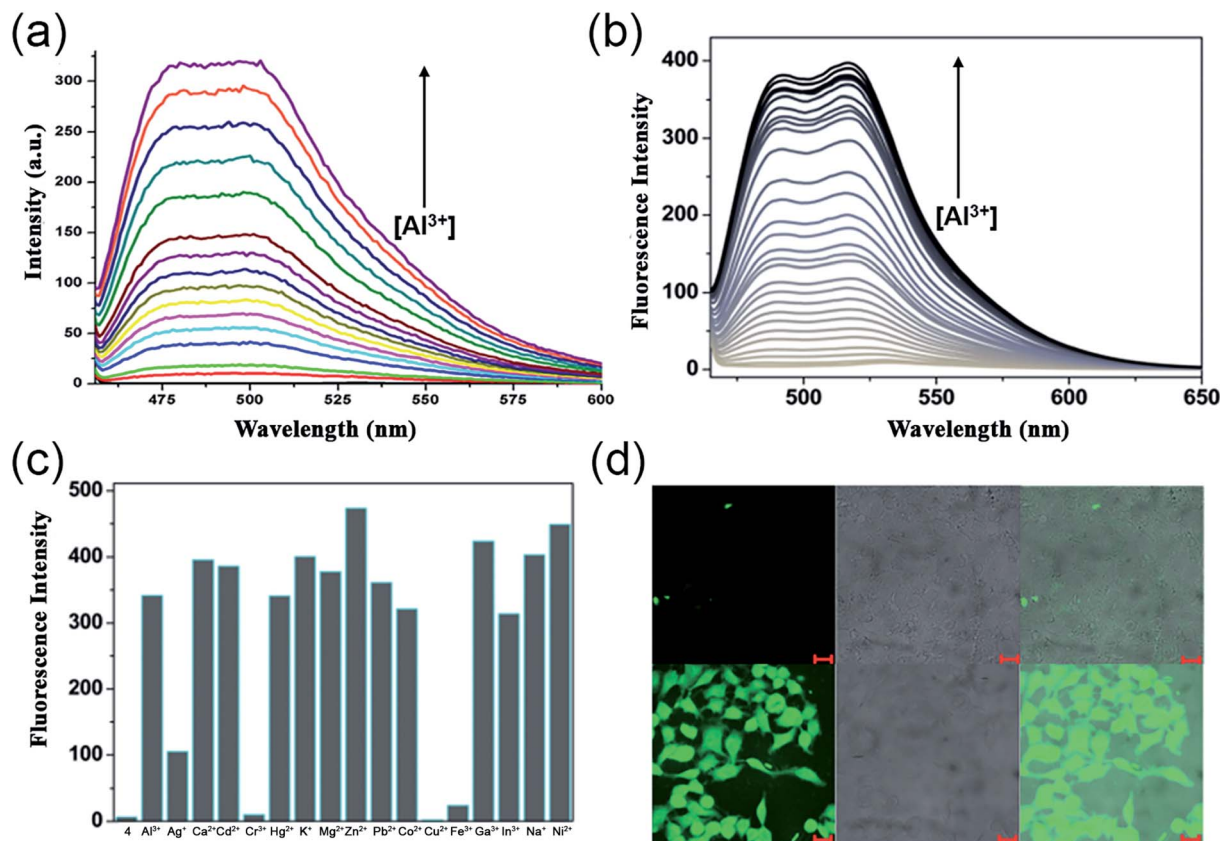 (a)
300
250
200
150
100
50
0
475 500 525 550 575 600
Intensity (a.u.)
Wavelength (nm)
[Al³⁺]
(b)
400
300
200
100
0
500 550 600 650
Fluorescence Intensity
Wavelength (nm)
[Al³⁺]
(c)
500
400
300
200
100
0
Fluorescence Intensity
4 Al³⁺ Ag⁺ Ca²⁺ Cd²⁺ Cr³⁺ Hg²⁺ K⁺ Mg²⁺ Zn²⁺ Pb²⁺ Co²⁺ Cu²⁺ Fe³⁺ Ga³⁺ In³⁺ Na⁺ Ni²⁺
(d)